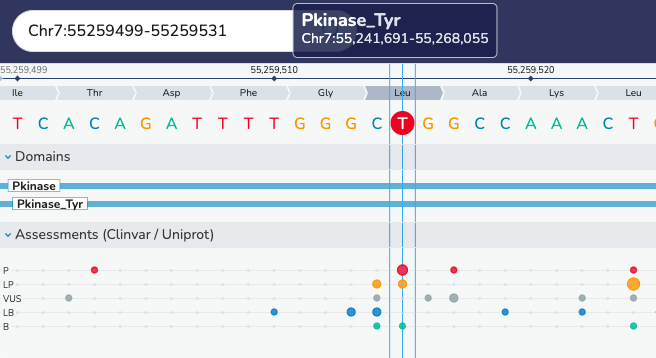 Chr7:55259499-55259531
Pkinase_Tyr
Chr7:55,241,691-55,268,055
55,259,499 55,259,510 55,259,520
Ile Thr Asp Phe Gly Leu Ala Lys Leu
T C A C A G A T T T T G G G C T G G C C A A A C T G
Domains
Pkinase
Pkinase_Tyr
Assessments (Clinvar / Uniprot)
P
LP
VUS
LB
B